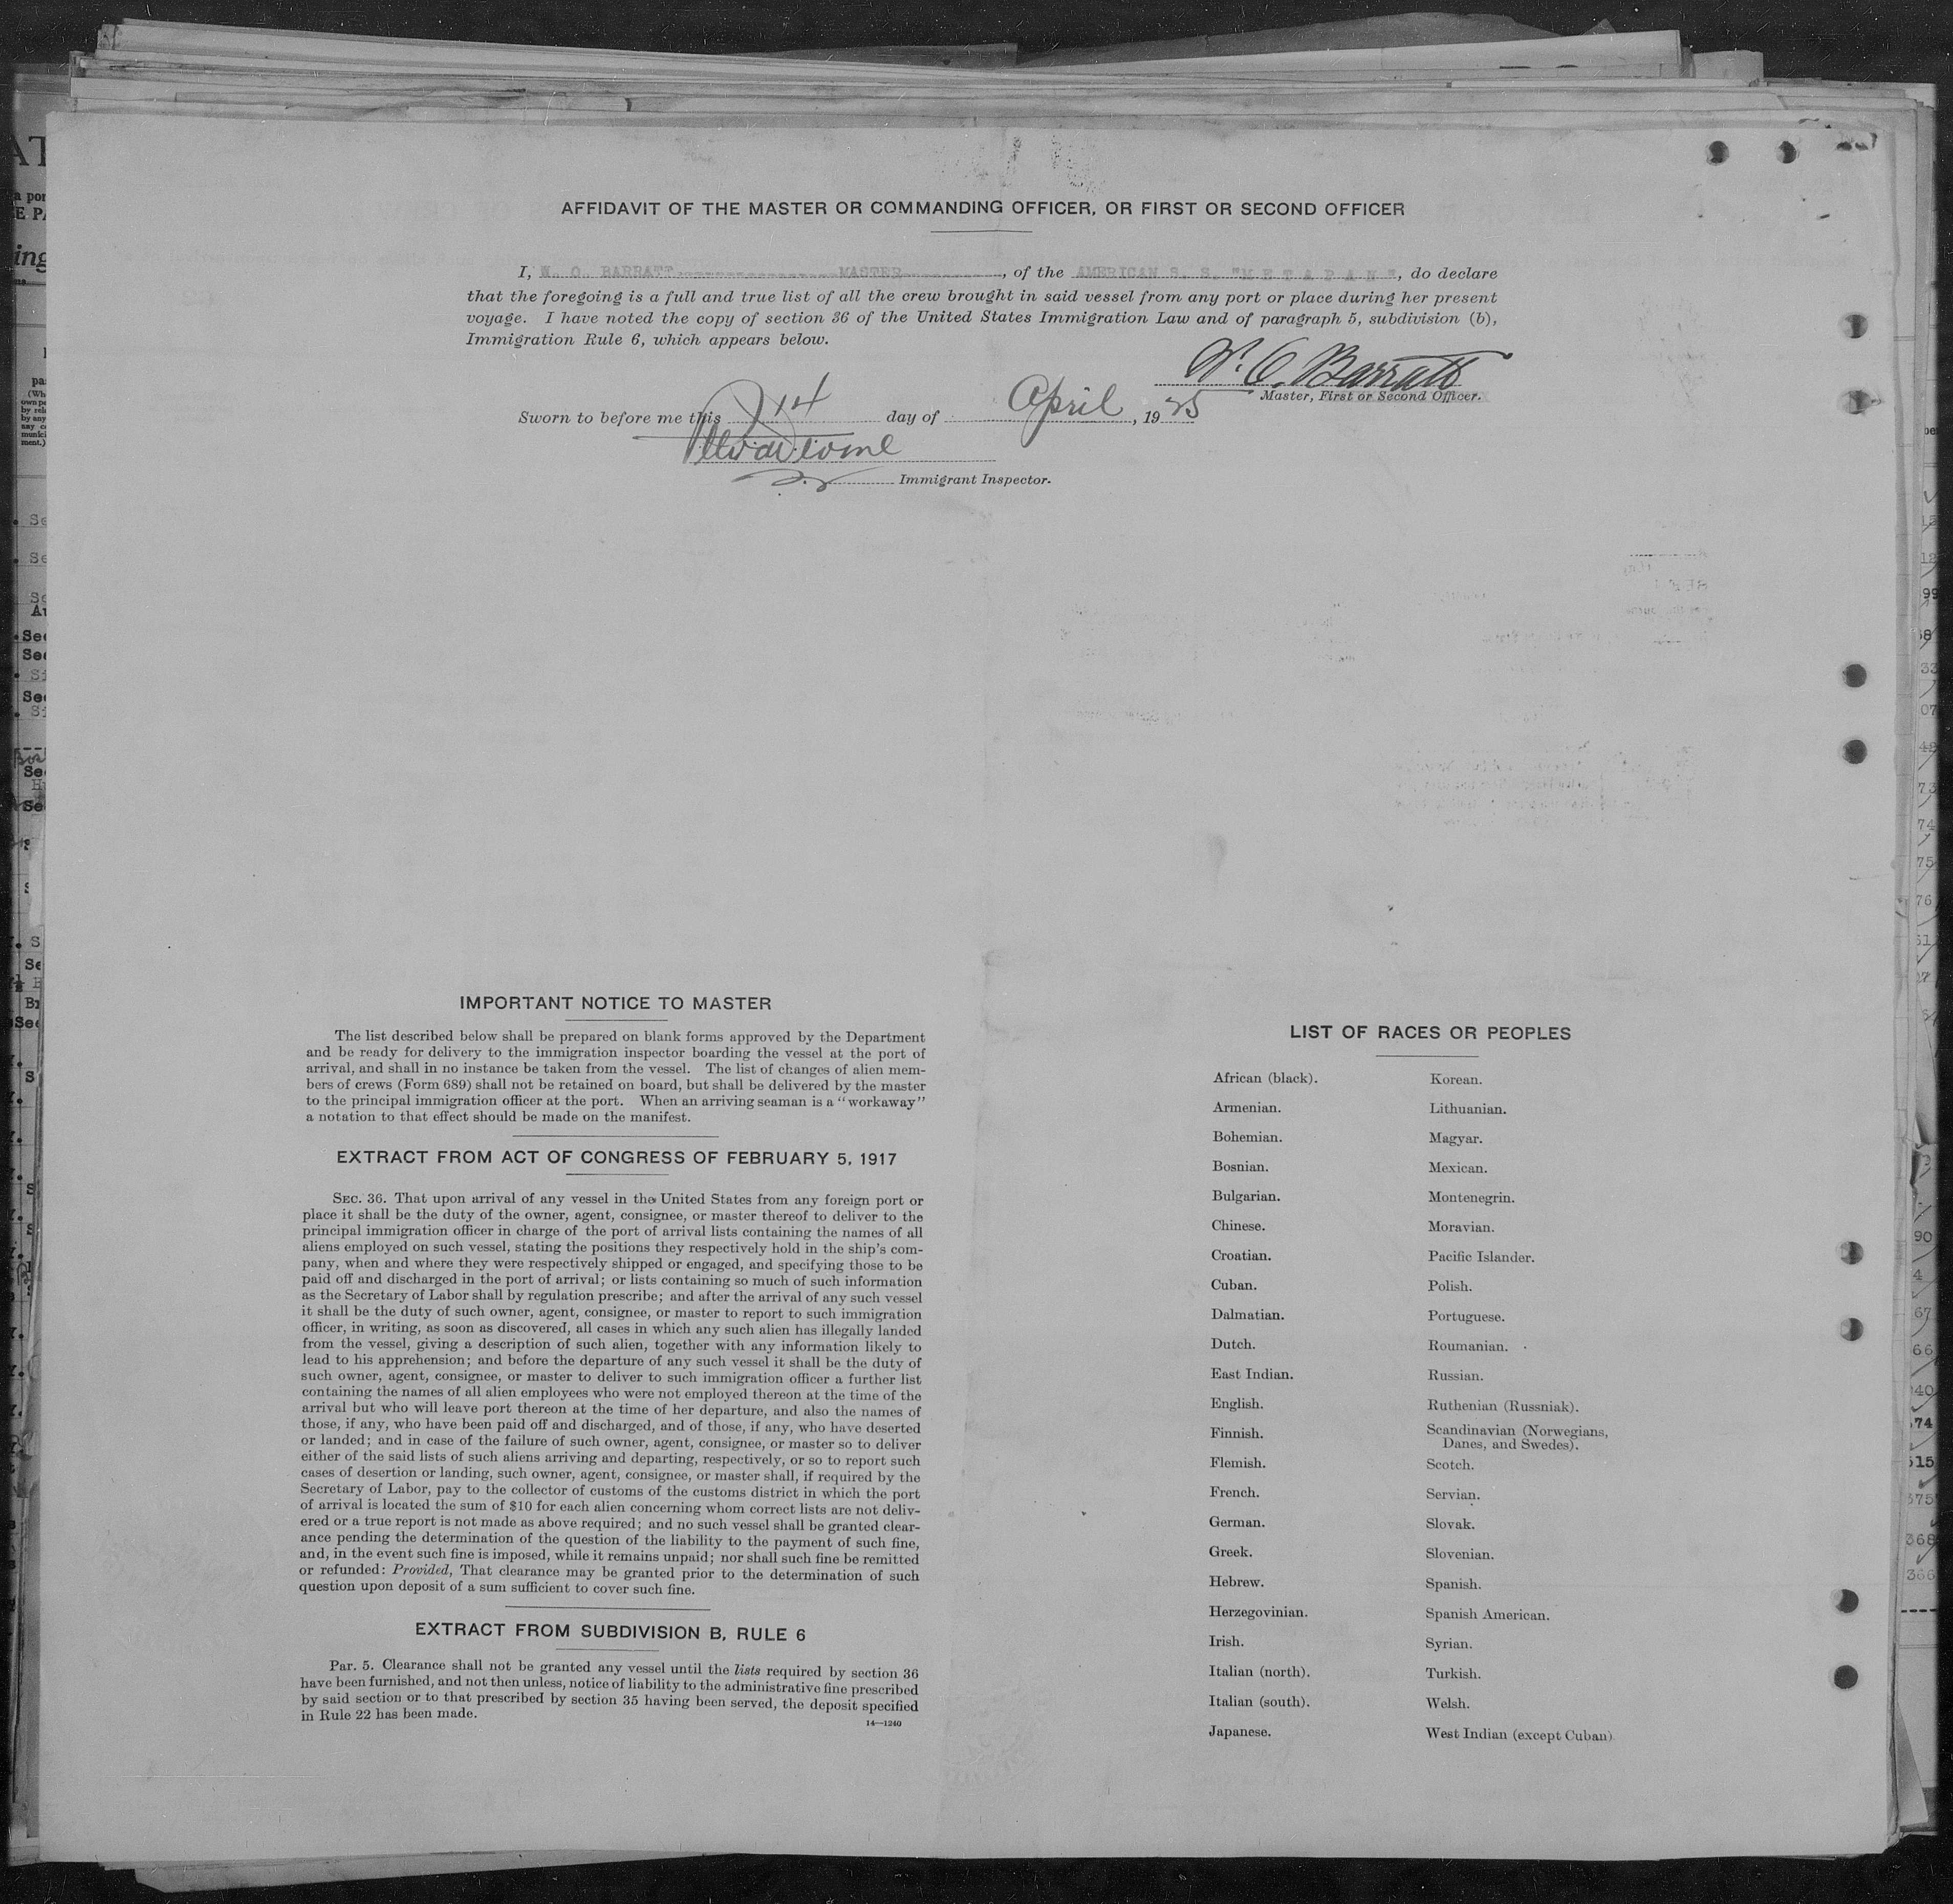 AFFIDAVIT OF THE MASTER OR COMMANDING OFFICER, OR FIRST OR SECOND OFFICER
I, W. O. BARRATT MASTER, of the AMERICAN S. S. "METAPAN", do declare
that the foregoing is a full and true list of all the crew brought in said vessel from any port or place during her present
voyage. I have noted the copy of section 36 of the United States Immigration Law and of paragraph 5, subdivision (b),
Immigration Rule 6, which appears below.
W. O. Barratt
Master, First or Second Officer.
Sworn to before me this 14 day of April, 1925
Immigrant Inspector.
IMPORTANT NOTICE TO MASTER
The list described below shall be prepared on blank forms approved by the Department
and be ready for delivery to the immigration inspector boarding the vessel at the port of
arrival, and shall in no instance be taken from the vessel. The list of changes of alien mem-
bers of crews (Form 689) shall not be retained on board, but shall be delivered by the master
to the principal immigration officer at the port. When an arriving seaman is a "workaway"
a notation to that effect should be made on the manifest.
EXTRACT FROM ACT OF CONGRESS OF FEBRUARY 5, 1917
SEC. 36. That upon arrival of any vessel in the United States from any foreign port or
place it shall be the duty of the owner, agent, consignee, or master thereof to deliver to the
principal immigration officer in charge of the port of arrival lists containing the names of all
aliens employed on such vessel, stating the positions they respectively hold in the ship's com-
pany, when and where they were respectively shipped or engaged, and specifying those to be
paid off and discharged in the port of arrival; or lists containing so much of such information
as the Secretary of Labor shall by regulation prescribe; and after the arrival of any such vessel
it shall be the duty of such owner, agent, consignee, or master to report to such immigration
officer, in writing, as soon as discovered, all cases in which any such alien has illegally landed
from the vessel, giving a description of such alien, together with any information likely to
lead to his apprehension; and before the departure of any such vessel it shall be the duty of
such owner, agent, consignee, or master to deliver to such immigration officer a further list
containing the names of all alien employees who were not employed thereon at the time of the
arrival but who will leave port thereon at the time of her departure, and also the names of
those, if any, who have been paid off and discharged, and of those, if any, who have deserted
or landed; and in case of the failure of such owner, agent, consignee, or master so to deliver
either of the said lists of such aliens arriving and departing, respectively, or so to report such
cases of desertion or landing, such owner, agent, consignee, or master shall, if required by the
Secretary of Labor, pay to the collector of customs of the customs district in which the port
of arrival is located the sum of $10 for each alien concerning whom correct lists are not deliv-
ered or a true report is not made as above required; and no such vessel shall be granted clear-
ance pending the determination of the question of the liability to the payment of such fine,
and, in the event such fine is imposed, while it remains unpaid; nor shall such fine be remitted
or refunded: Provided, That clearance may be granted prior to the determination of such
question upon deposit of a sum sufficient to cover such fine.
EXTRACT FROM SUBDIVISION B, RULE 6
Par. 5. Clearance shall not be granted any vessel until the lists required by section 36
have been furnished, and not then unless, notice of liability to the administrative fine prescribed
by said section or to that prescribed by section 35 having been served, the deposit specified
in Rule 22 has been made.
14—1240
LIST OF RACES OR PEOPLES
African (black).
Armenian.
Bohemian.
Bosnian.
Bulgarian.
Chinese.
Croatian.
Cuban.
Dalmatian.
Dutch.
East Indian.
English.
Finnish.
Flemish.
French.
German.
Greek.
Hebrew.
Herzegovinian.
Irish.
Italian (north).
Italian (south).
Japanese.
Korean.
Lithuanian.
Magyar.
Mexican.
Montenegrin.
Moravian.
Pacific Islander.
Polish.
Portuguese.
Roumanian.
Russian.
Ruthenian (Russniak).
Scandinavian (Norwegians,
Danes, and Swedes).
Scotch.
Servian.
Slovak.
Slovenian.
Spanish.
Spanish American.
Syrian.
Turkish.
Welsh.
West Indian (except Cuban)